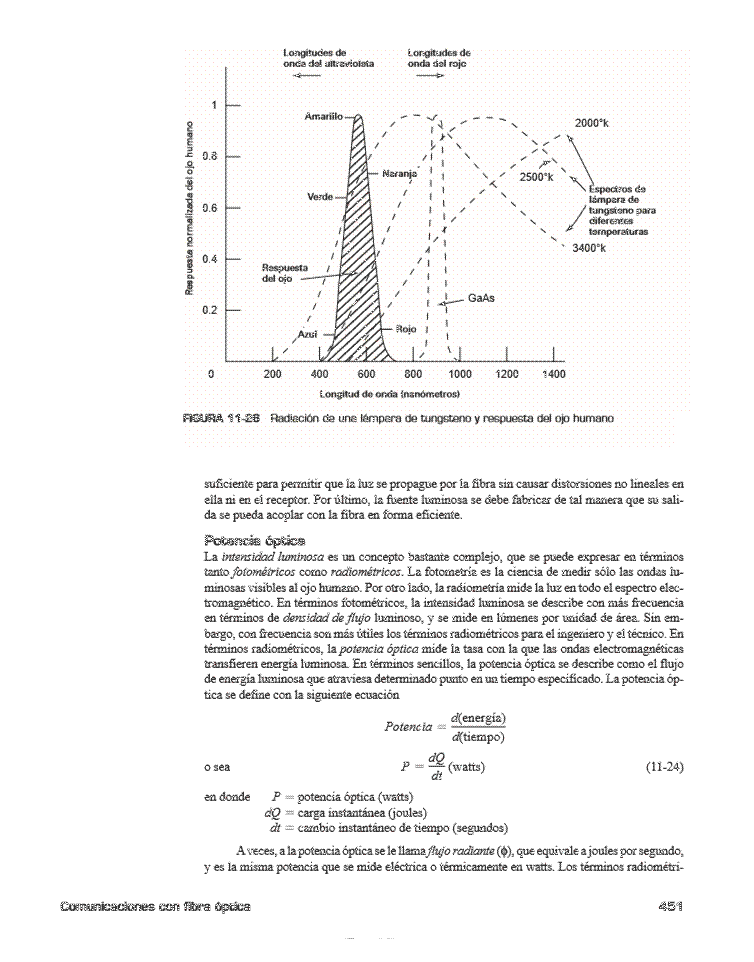 Longitudes de
onda del ultravioleta
Longitudes de
onda del rojo
Respuesta normalizada del ojo humano
1
0.8
0.6
0.4
0.2
Amarillo
Naranja
Verde
Respuesta
del ojo
Azul
Rojo
GaAs
2000°k
2500°k
3400°k
Espectros de
lámpara de
tungsteno para
diferentes
temperaturas
0 200 400 600 800 1000 1200 1400
Longitud de onda (nanómetros)
FIGURA 11-28 Radiación de una lámpara de tungsteno y respuesta del ojo humano
suficiente para permitir que la luz se propague por la fibra sin causar distorsiones no lineales en
ella ni en el receptor. Por último, la fuente luminosa se debe fabricar de tal manera que su sali-
da se pueda acoplar con la fibra en forma eficiente.
Potencia óptica
La intensidad luminosa es un concepto bastante complejo, que se puede expresar en términos
tanto fotométricos como radiométricos. La fotometría es la ciencia de medir sólo las ondas lu-
minosas visibles al ojo humano. Por otro lado, la radiometría mide la luz en todo el espectro elec-
tromagnético. En términos fotométricos, la intensidad luminosa se describe con más frecuencia
en términos de densidad de flujo luminoso, y se mide en lúmenes por unidad de área. Sin em-
bargo, con frecuencia son más útiles los términos radiométricos para el ingeniero y el técnico. En
términos radiométricos, la potencia óptica mide la tasa con la que las ondas electromagnéticas
transfieren energía luminosa. En términos sencillos, la potencia óptica se describe como el flujo
de energía luminosa que atraviesa determinado punto en un tiempo especificado. La potencia óp-
tica se define con la siguiente ecuación
Potencia = d(energía)
d(tiempo)
o sea P = dQ (watts) (11-24)
dt
en donde P = potencia óptica (watts)
dQ = carga instantánea (joules)
dt = cambio instantáneo de tiempo (segundos)
A veces, a la potencia óptica se le llama flujo radiante (ϕ), que equivale a joules por segundo,
y es la misma potencia que se mide eléctrica o térmicamente en watts. Los términos radiométri-
Comunicaciones con fibra óptica 451